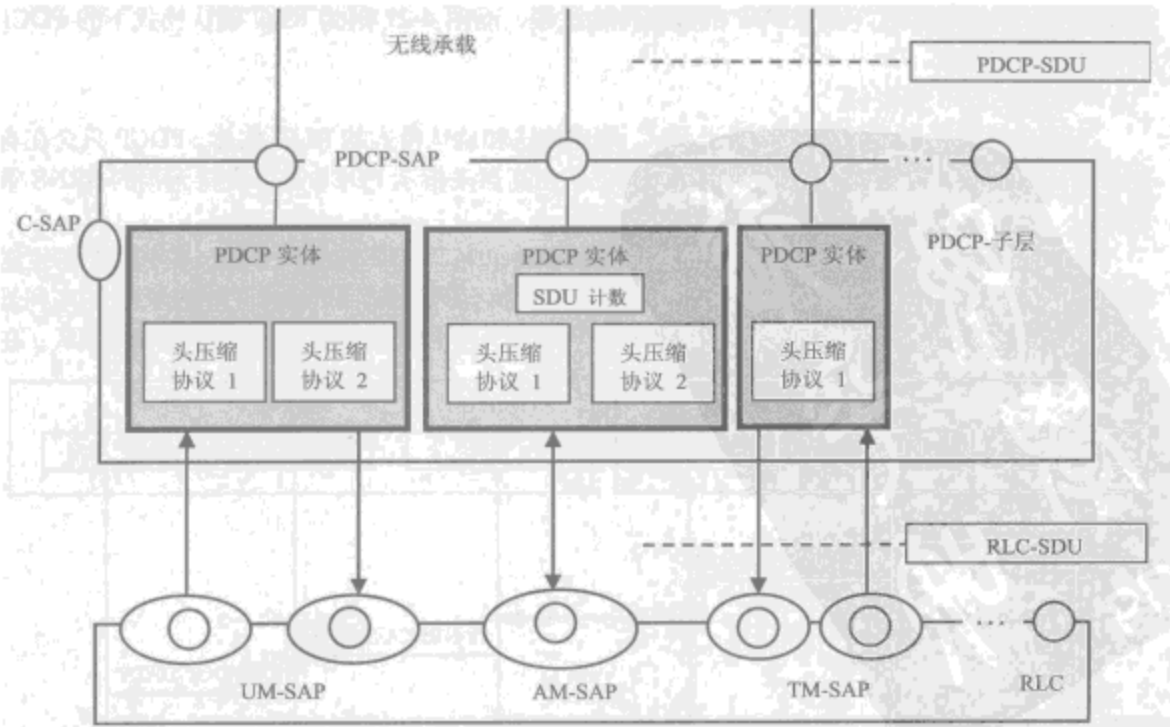 无线承载
PDCP-SDU
PDCP-SAP
C-SAP
PDCP 实体
PDCP 实体
PDCP 实体
PDCP-子层
SDU 计数
头压缩
协议 1
头压缩
协议 2
头压缩
协议 1
头压缩
协议 2
头压缩
协议 1
RLC-SDU
...
...
UM-SAP
AM-SAP
TM-SAP
RLC